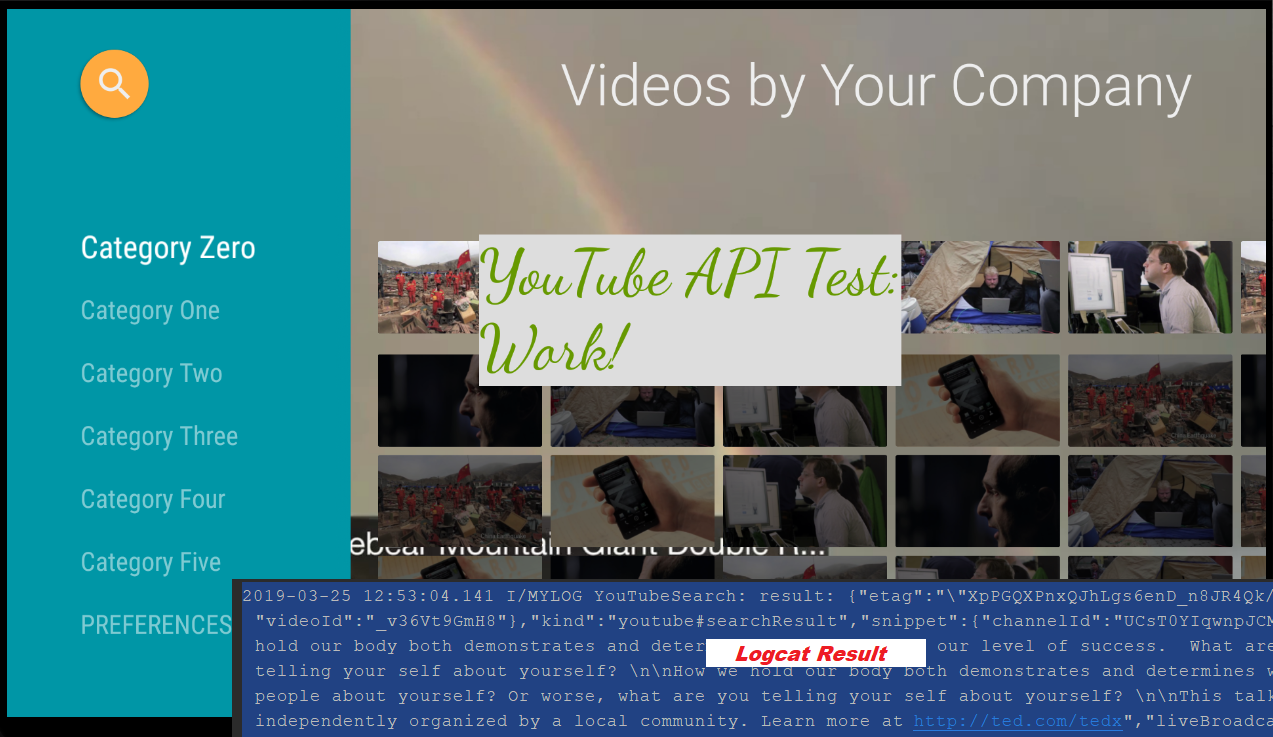 Videos by Your Company
Category Zero
Category One
Category Two
Category Three
Category Four
Category Five
PREFERENCES
YouTube API Test:
Work!
Mountain Giant Double R...
2019-03-25 12:53:04.141 I/MYLOG YouTubeSearch: result: {"etag":"\"XpPGQXPnxQJhLgs6enD_n8JR4Qk/
"videoId":"_v36Vt9GmH8"},"kind":"youtube#searchResult","snippet":{"channelId":"UCsT0YIqwnpJCM
hold our body both demonstrates and deter
Logcat Result
our level of success. What are
telling your self about yourself? \n\nHow we hold our body both demonstrates and determines w
people about yourself? Or worse, what are you telling your self about yourself? \n\nThis talk
independently organized by a local community. Learn more at http://ted.com/tedx","liveBroadca